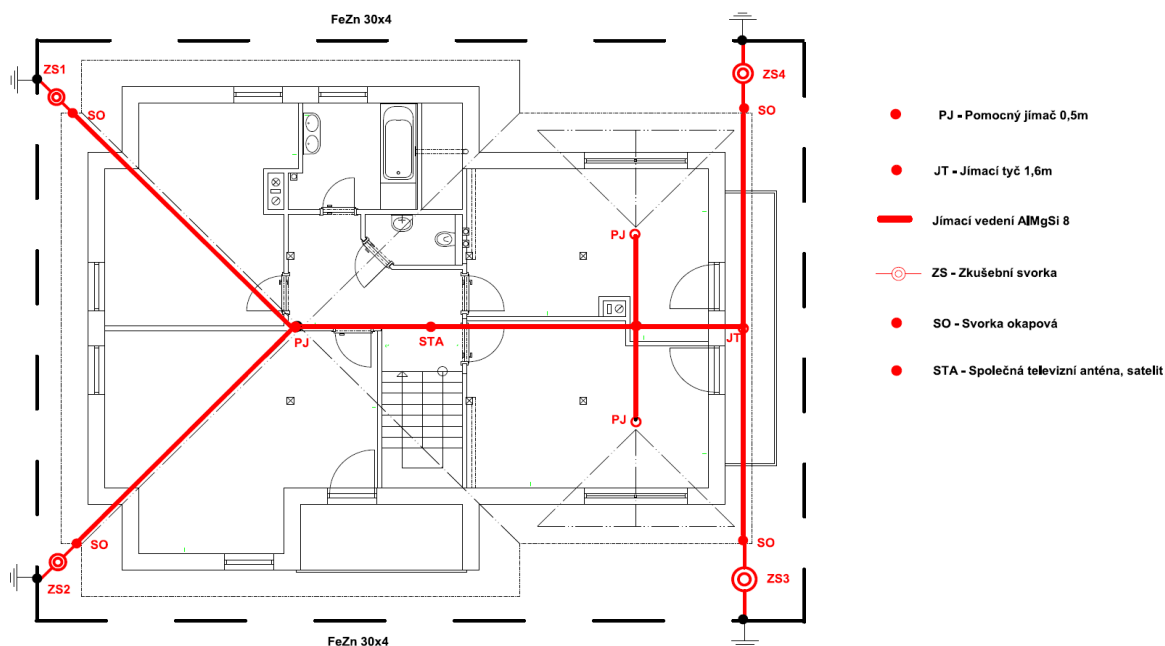 FeZn 30x4
ZS1
ZS4
SO
SO
PJ - Pomocný jímač 0,5m
JT - Jímací tyč 1,6m
Jímací vedení AlMgSi 8
PJ
ZS - Zkušební svorka
PJ
STA
JT
SO - Svorka okapová
STA - Společná televizní anténa, satelit
PJ
SO
SO
ZS2
ZS3
FeZn 30x4